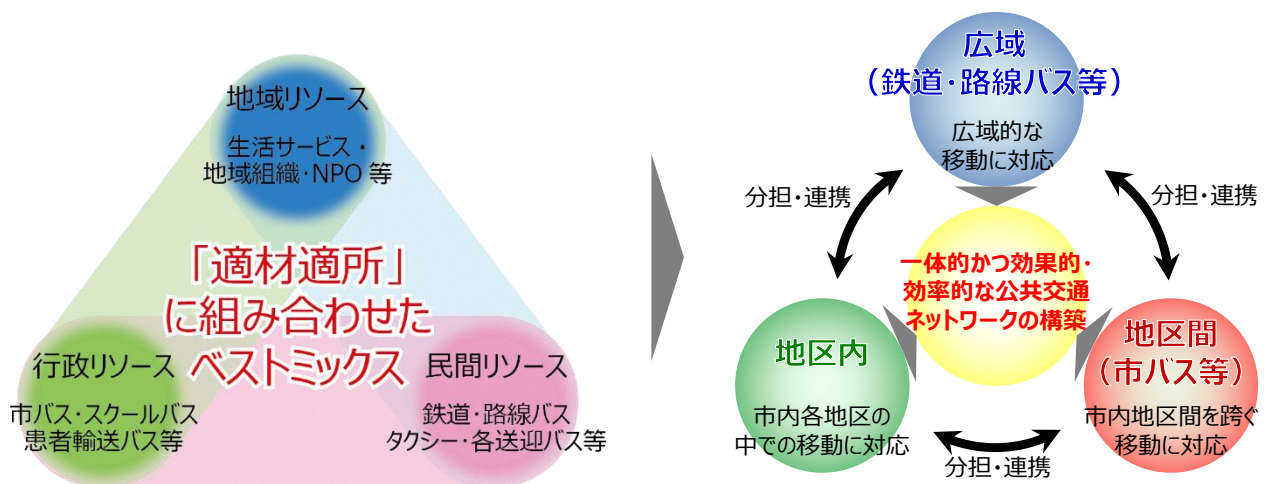 地域リソース
生活サービス・
地域組織・NPO 等
「適材適所」
に組み合わせた
ベストミックス
行政リソース
市バス・スクールバス
患者輸送バス等
民間リソース
鉄道・路線バス
タクシー・各送迎バス等
広域
（鉄道・路線バス等）
広域的な
移動に対応
分担・連携
分担・連携
一体的かつ効果的・
効率的な公共交通
ネットワークの構築
地区内
市内各地区の
中での移動に対応
地区間
（市バス等）
市内地区間を跨ぐ
移動に対応
分担・連携